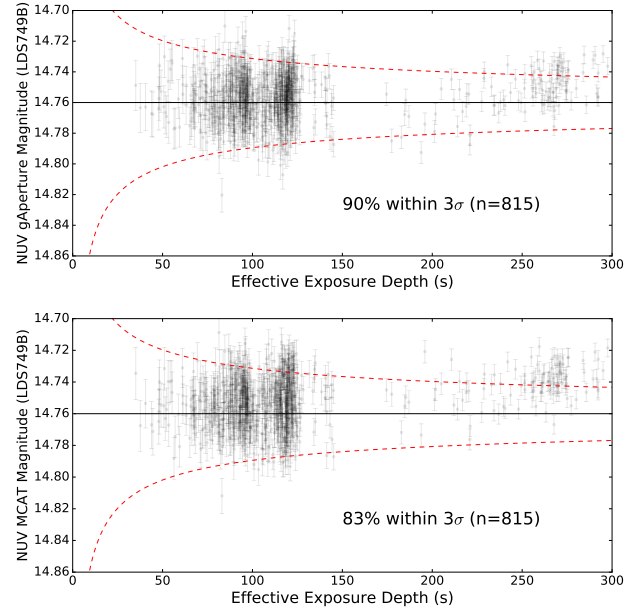 NUV gAperture Magnitude (LDS749B)
14.70
14.72
14.74
14.76
14.78
14.80
14.82
14.84
14.86
90% within 3σ (n=815)
0 50 100 150 200 250 300
Effective Exposure Depth (s)
NUV MCAT Magnitude (LDS749B)
14.70
14.72
14.74
14.76
14.78
14.80
14.82
14.84
14.86
83% within 3σ (n=815)
0 50 100 150 200 250 300
Effective Exposure Depth (s)